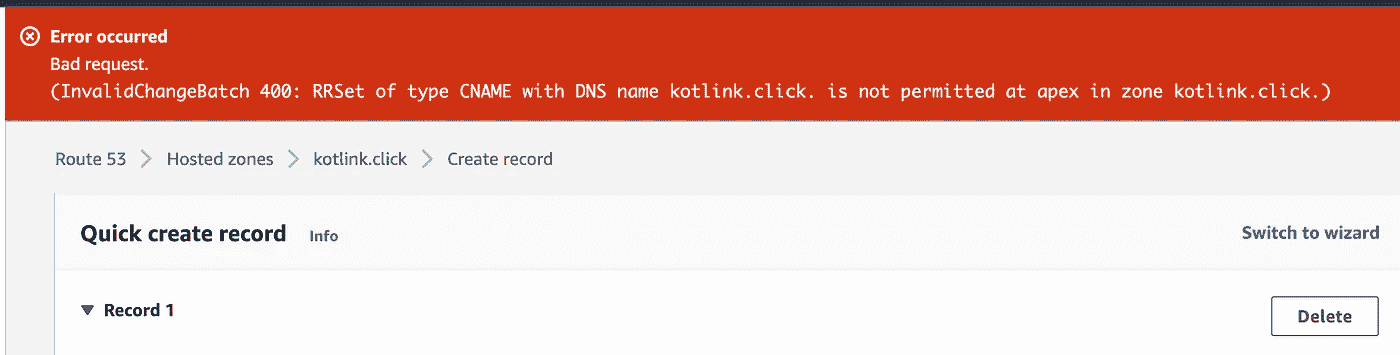 Error occurred
Bad request.
(InvalidChangeBatch 400: RRSet of type CNAME with DNS name kotlink.click. is not permitted at apex in zone kotlink.click.)
Route 53 > Hosted zones > kotlink.click > Create record
Quick create record Info Switch to wizard
Record 1 Delete